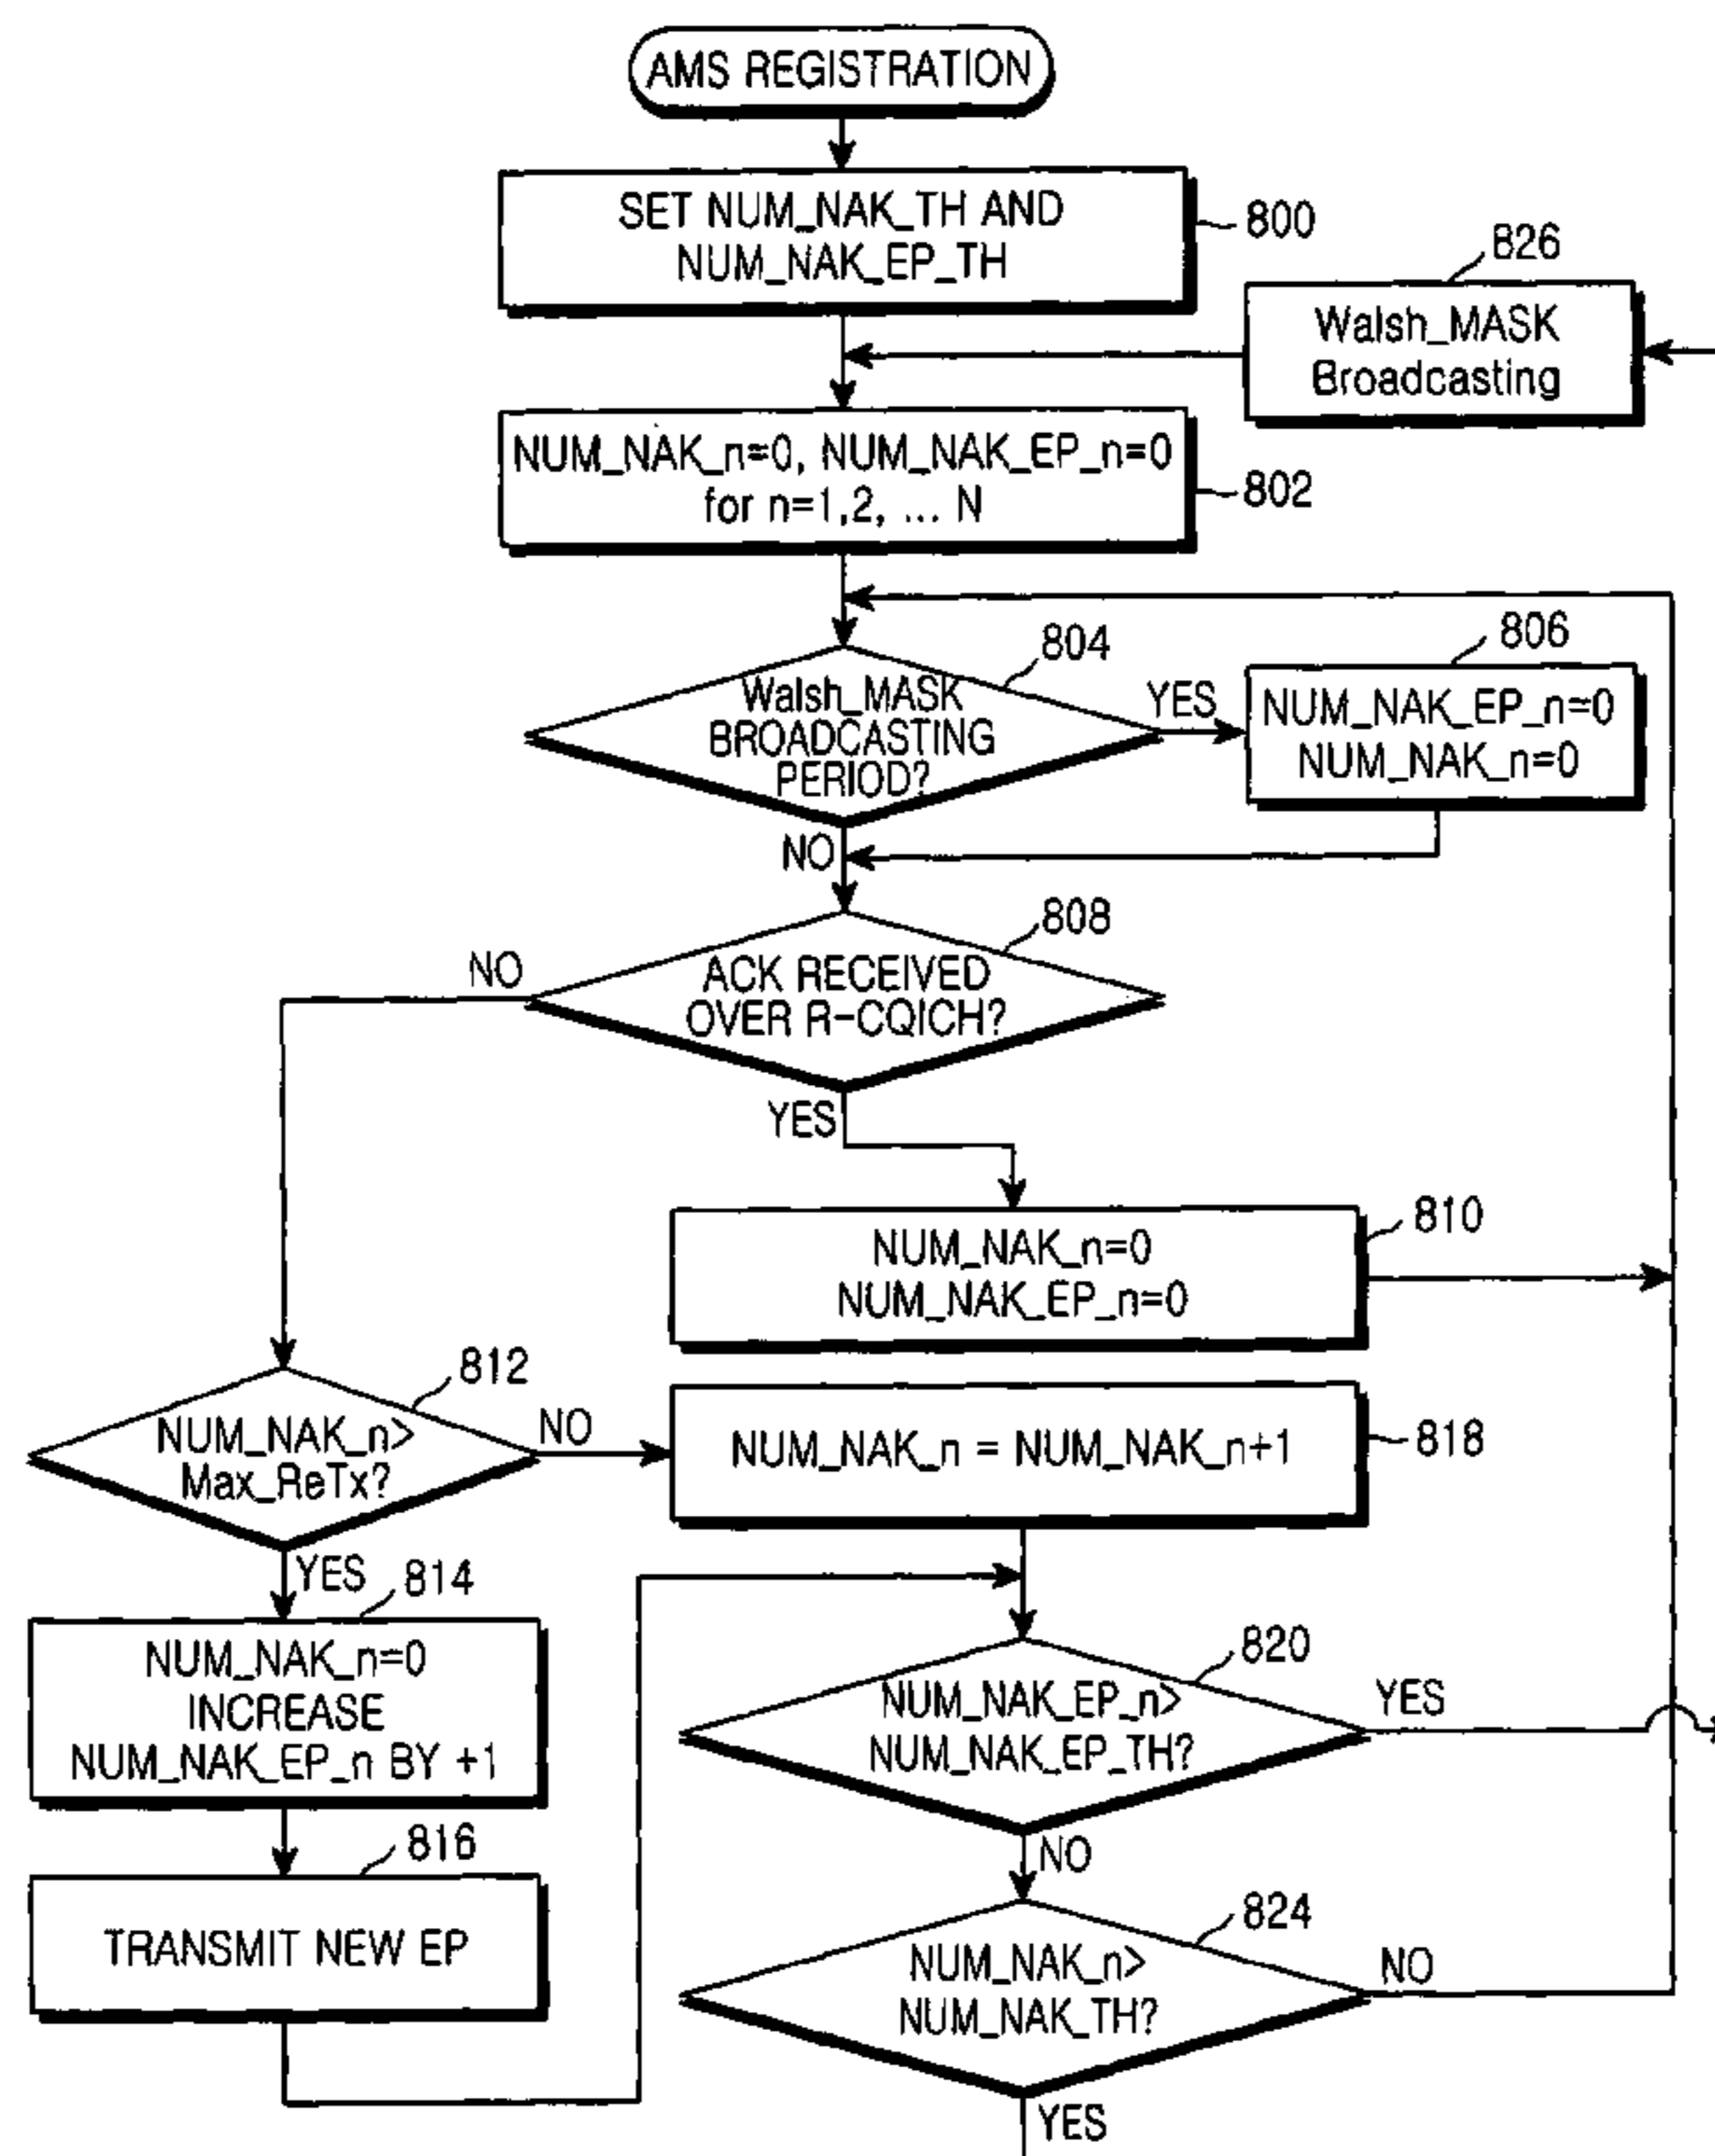 AMS REGISTRATION
SET NUM_NAK_TH AND
NUM_NAK_EP_TH
800
826
Walsh_MASK
Broadcasting
NUM_NAK_n=0, NUM_NAK_EP_n=0
for n=1,2, ... N
802
804
Walsh_MASK
BROADCASTING
PERIOD?
YES
NO
806
NUM_NAK_EP_n=0
NUM_NAK_n=0
808
ACK RECEIVED
OVER R-CQICH?
NO
YES
810
NUM_NAK_n=0
NUM_NAK_EP_n=0
812
NUM_NAK_n>
Max_ReTx?
NO
YES
818
NUM_NAK_n = NUM_NAK_n+1
814
NUM_NAK_n=0
INCREASE
NUM_NAK_EP_n BY +1
816
TRANSMIT NEW EP
820
NUM_NAK_EP_n>
NUM_NAK_EP_TH?
YES
NO
824
NUM_NAK_n>
NUM_NAK_TH?
NO
YES